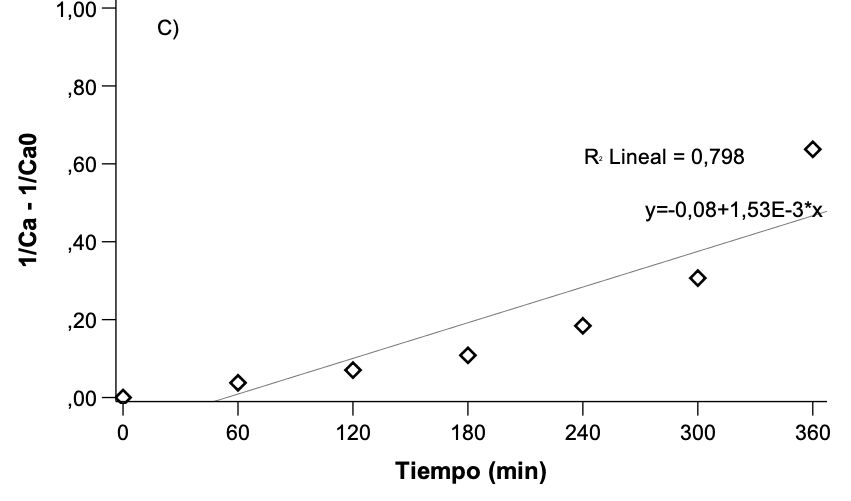 1,00
C)
,80
,60
,40
,20
,00
1/Ca - 1/Ca0
R2 Lineal = 0,798
y=-0,08+1,53E-3*x
0 60 120 180 240 300 360
Tiempo (min)